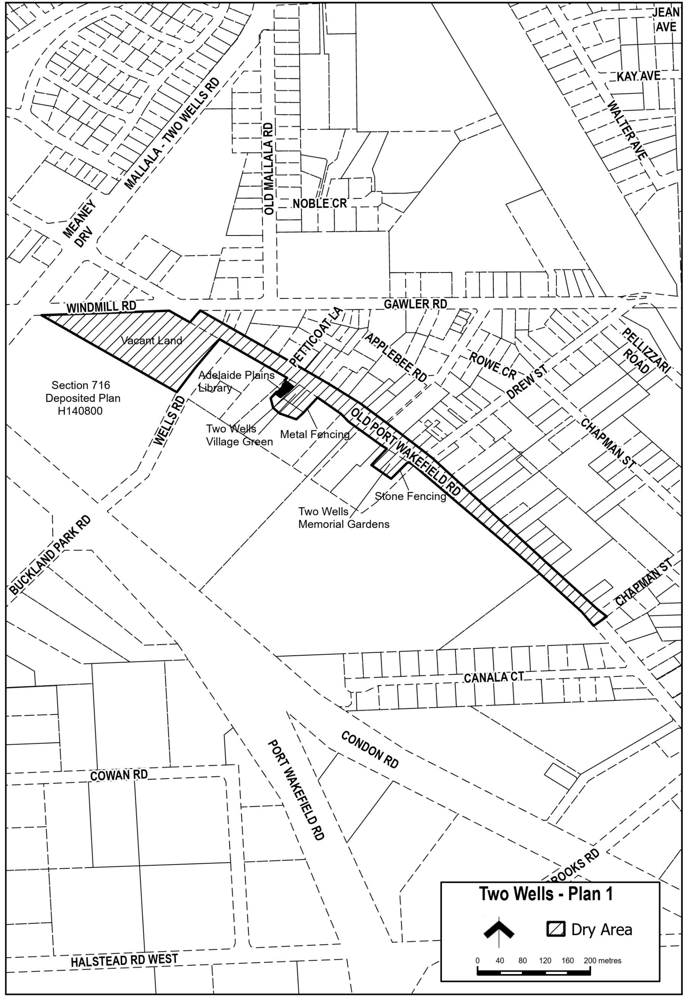 JEAN
AVE
KAY AVE
WALTER AVE
MALLALA - TWO WELLS RD
OLD MALLALA RD
NOBLE CR
MEANEY
DRV
WINDMILL RD
GAWLER RD
PETTICOAT LA
Vacant Land
APPLEBEE RD
ROWE CR
PELLIZZARI
ROAD
DREW ST
Adelaide Plains
Library
Section 716
Deposited Plan
H140800
WELLS RD
Two Wells
Village Green
Metal Fencing
OLD PORT WAKEFIELD RD
CHAPMAN ST
Stone Fencing
Two Wells
Memorial Gardens
BUCKLAND PARK RD
CHAPMAN ST
CANALA CT
CONDON RD
PORT WAKEFIELD RD
COWAN RD
ROOKS RD
HALSTEAD RD WEST
Two Wells - Plan 1
Dry Area
0 40 80 120 160 200 metres